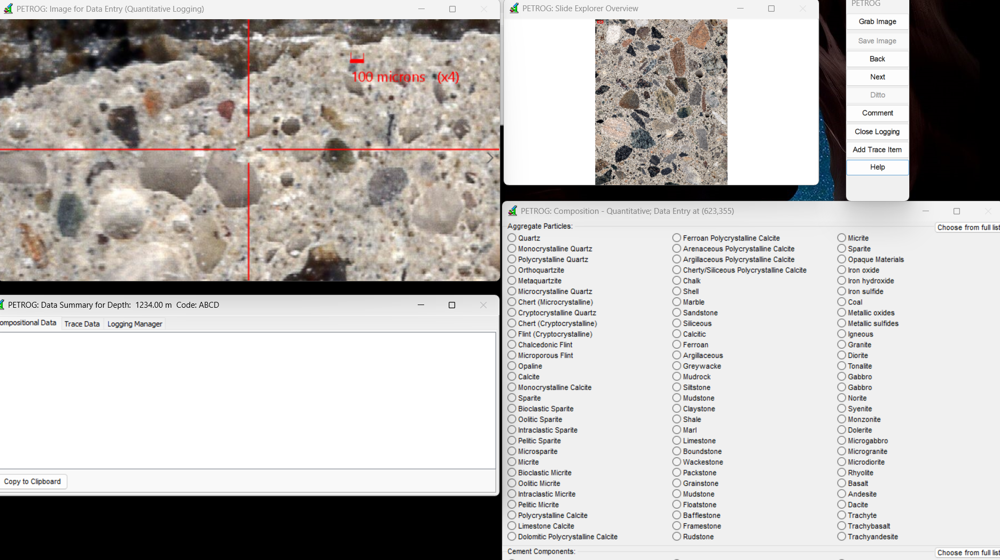 PETROG: Image for Data Entry (Quantitative Logging)
100 microns (x4)
PETROG: Slide Explorer Overview
PETROG
Grab Image
Save Image
Back
Next
Ditto
Comment
Close Logging
Add Trace Item
Help
PETROG: Data Summary for Depth: 1234.00 m Code: ABCD
ompositional Data
Trace Data
Logging Manager
Copy to Clipboard
PETROG: Composition - Quantitative; Data Entry at (623,355)
Aggregate Particles:
Choose from full list
Quartz
Monocrystalline Quartz
Polycrystalline Quartz
Orthoquartzite
Metaquartzite
Microcrystalline Quartz
Chert (Microcrystalline)
Cryptocrystalline Quartz
Chert (Cryptocrystalline)
Flint (Cryptocrystalline)
Chalcedonic Flint
Microporous Flint
Opaline
Calcite
Monocrystalline Calcite
Sparite
Bioclastic Sparite
Oolitic Sparite
Intraclastic Sparite
Pelitic Sparite
Microsparite
Micrite
Bioclastic Micrite
Oolitic Micrite
Intraclastic Micrite
Pelitic Micrite
Polycrystalline Calcite
Limestone Calcite
Dolomitic Polycrystalline Calcite
Ferroan Polycrystalline Calcite
Arenaceous Polycrystalline Calcite
Argillaceous Polycrystalline Calcite
Cherty/Siliceous Polycrystalline Calcite
Chalk
Shell
Marble
Sandstone
Siliceous
Calcitic
Ferroan
Argillaceous
Greywacke
Mudrock
Siltstone
Mudstone
Claystone
Shale
Marl
Limestone
Boundstone
Wackestone
Packstone
Grainstone
Mudstone
Floatstone
Bafflestone
Framestone
Rudstone
Micrite
Sparite
Opaque Materials
Iron oxide
Iron hydroxide
Iron sulfide
Coal
Metallic oxides
Metallic sulfides
Igneous
Granite
Diorite
Tonalite
Gabbro
Gabbro
Norite
Syenite
Monzonite
Dolerite
Microgabbro
Microgranite
Microdiorite
Rhyolite
Basalt
Andesite
Dacite
Trachyte
Trachybasalt
Trachyandesite
Cement Components:
Choose from full list